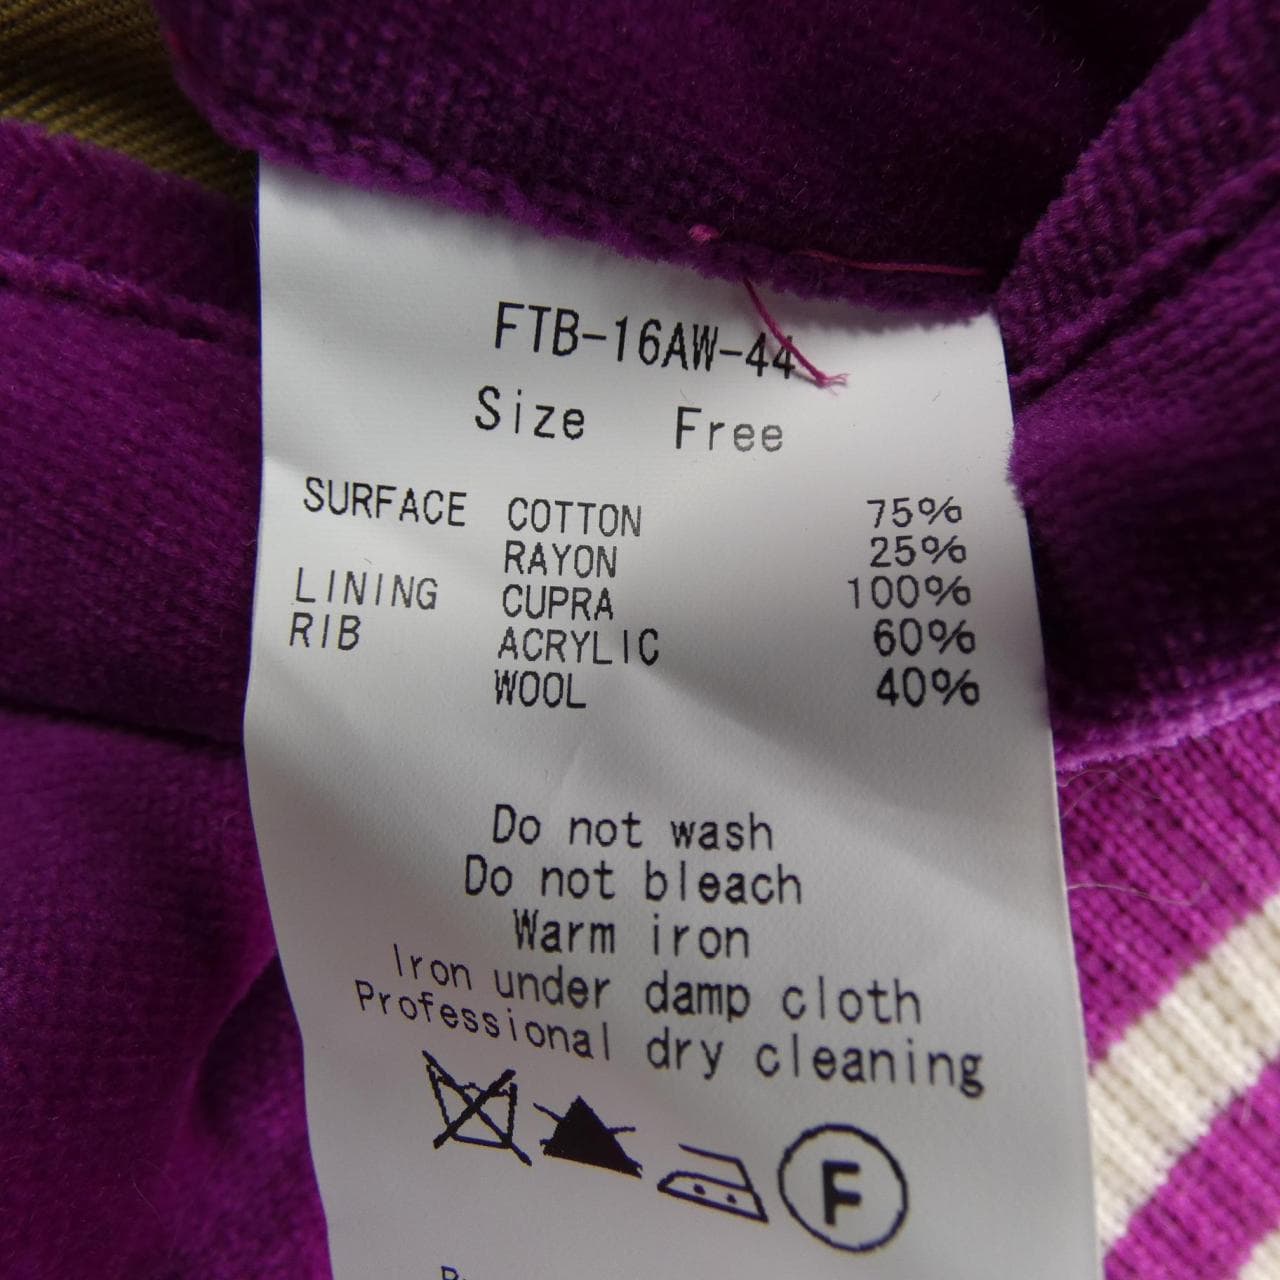 FTB-16AW-44
Size Free
SURFACE COTTON 75%
RAYON 25%
LINING CUPRA 100%
RIB ACRYLIC 60%
WOOL 40%
Do not wash
Do not bleach
Warm iron
Iron under damp cloth
Professional dry cleaning
F